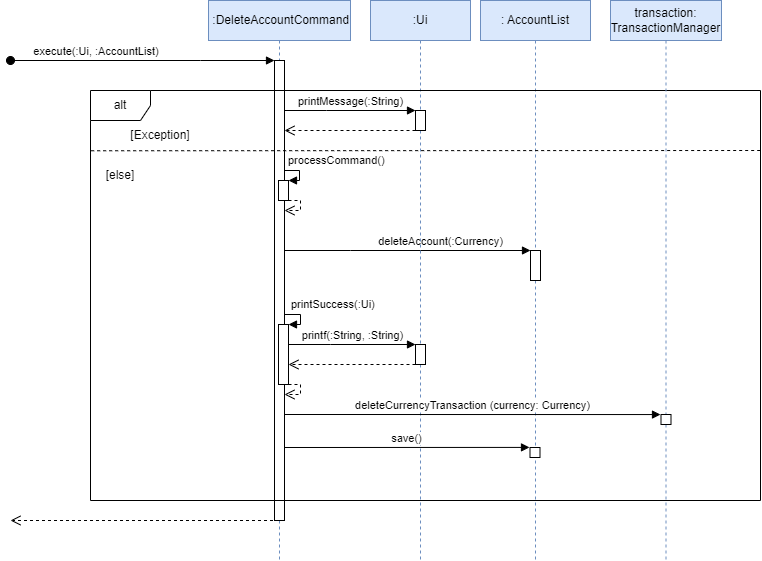 :DeleteAccountCommand
:Ui
: AccountList
transaction:
TransactionManager
execute(:Ui, :AccountList)
alt
printMessage(:String)
[Exception]
processCommand()
[else]
deleteAccount(:Currency)
printSuccess(:Ui)
printf(:String, :String)
deleteCurrencyTransaction (currency: Currency)
save()